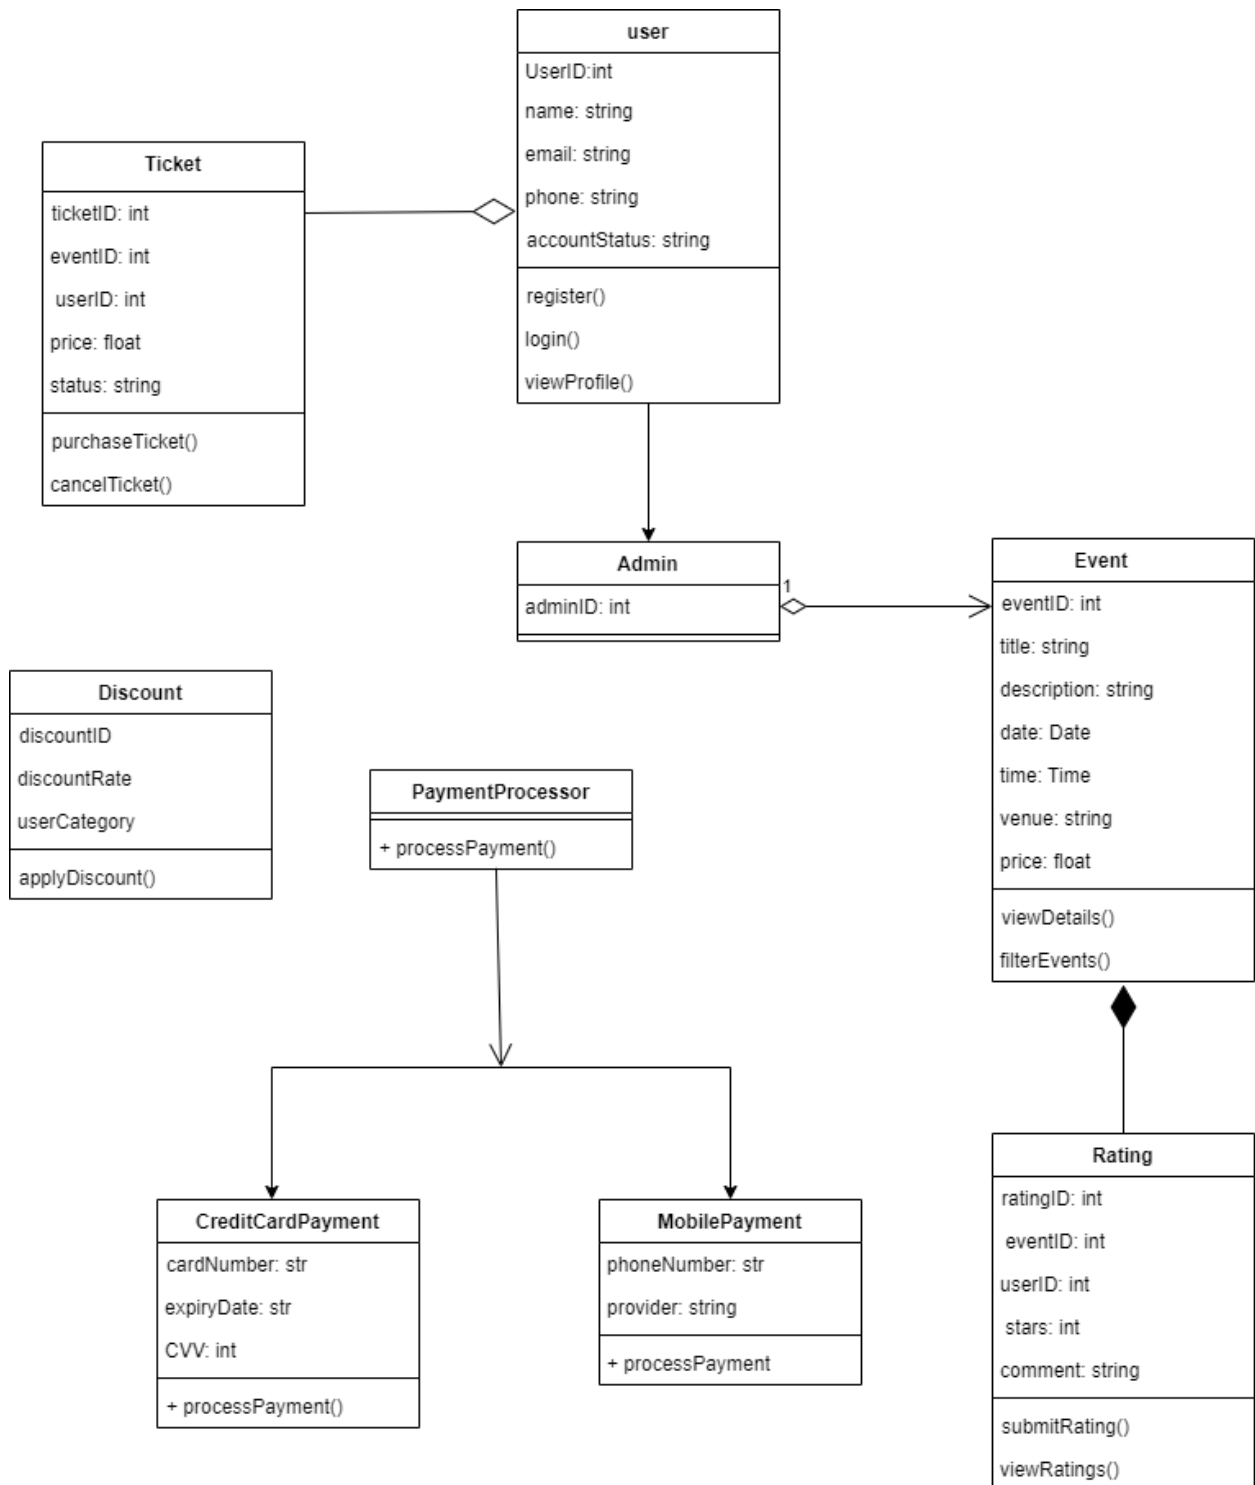 user
UserID:int
name: string
email: string
phone: string
accountStatus: string
register()
login()
viewProfile()
Ticket
ticketID: int
eventID: int
userID: int
price: float
status: string
purchaseTicket()
cancelTicket()
Admin
adminID: int
1
Event
eventID: int
title: string
description: string
date: Date
time: Time
venue: string
price: float
viewDetails()
filterEvents()
Discount
discountID
discountRate
userCategory
applyDiscount()
PaymentProcessor
+ processPayment()
CreditCardPayment
cardNumber: str
expiryDate: str
CVV: int
+ processPayment()
MobilePayment
phoneNumber: str
provider: string
+ processPayment
Rating
ratingID: int
eventID: int
userID: int
stars: int
comment: string
submitRating()
viewRatings()